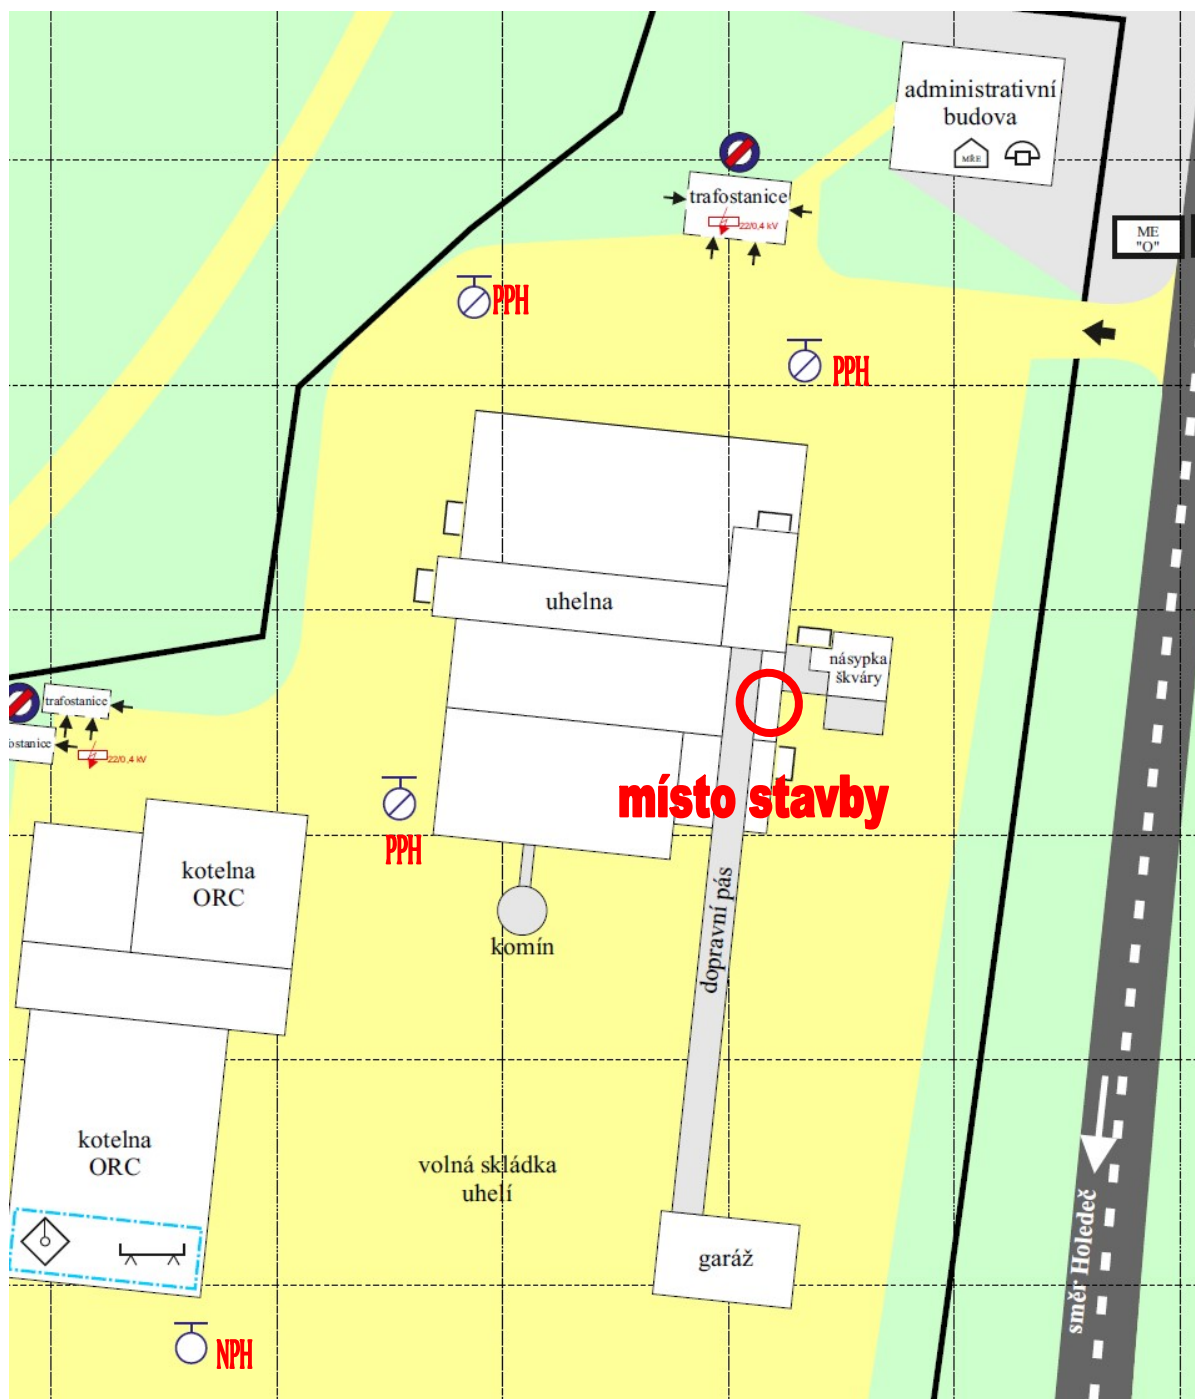 administrativní
budova
MŘE
trafostanice
22/0,4 kV
ME
"O"
PPH
PPH
uhelna
násypka
škváry
trafostanice
ostanice
22/0,4 kV
místo stavby
PPH
kotelna
ORC
komín
dopravní pás
kotelna
ORC
volná skládka
uhelí
garáž
směr Holedeč
NPH